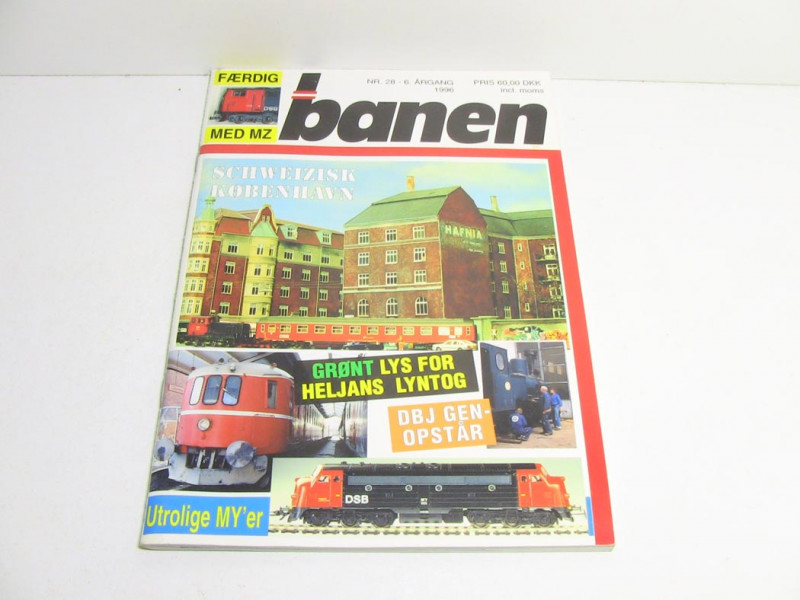 FÆRDIG
DSB
MED MZ
NR. 28 - 6. ÅRGANG
1996
PRIS 60,00 DKK
incl. moms
banen
SCHWEIZISK
KØBENHAVN
HAFNIA
GRØNT LYS FOR
HELJANS LYNTOG
DBJ GEN-
OPSTÅR
DSB
Utrolige MY'er